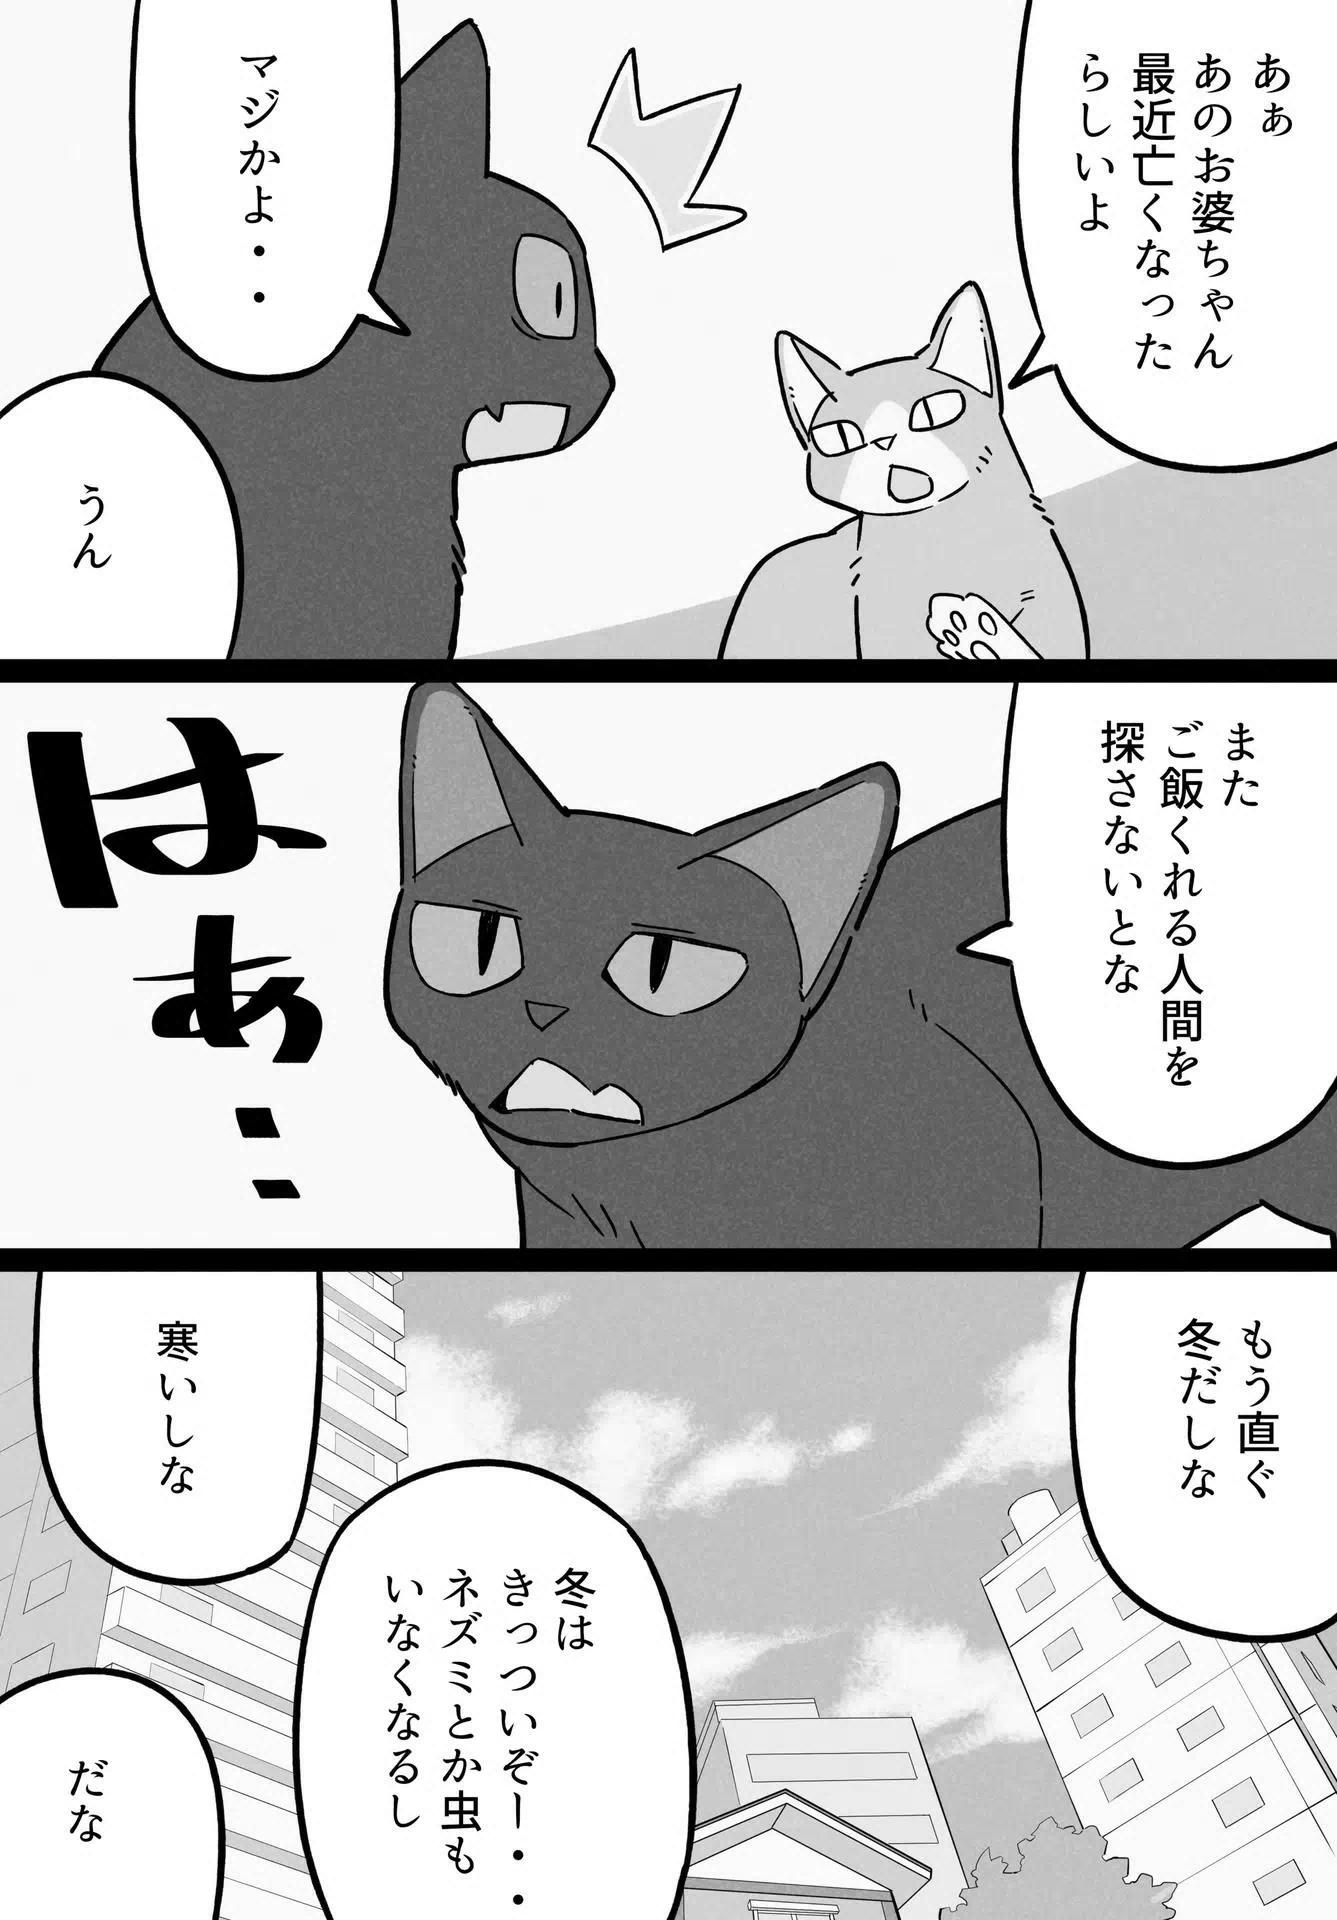 あぁ
あのお婆ちゃん
最近亡くなった
らしいよ
マジかよ・・
うん
また
ご飯くれる人間を
探さないとな
はぁ・・
もう直ぐ
冬だしな
冬は
きっついぞー・・
ネズミとか虫も
いなくなるし
寒いしな
だな